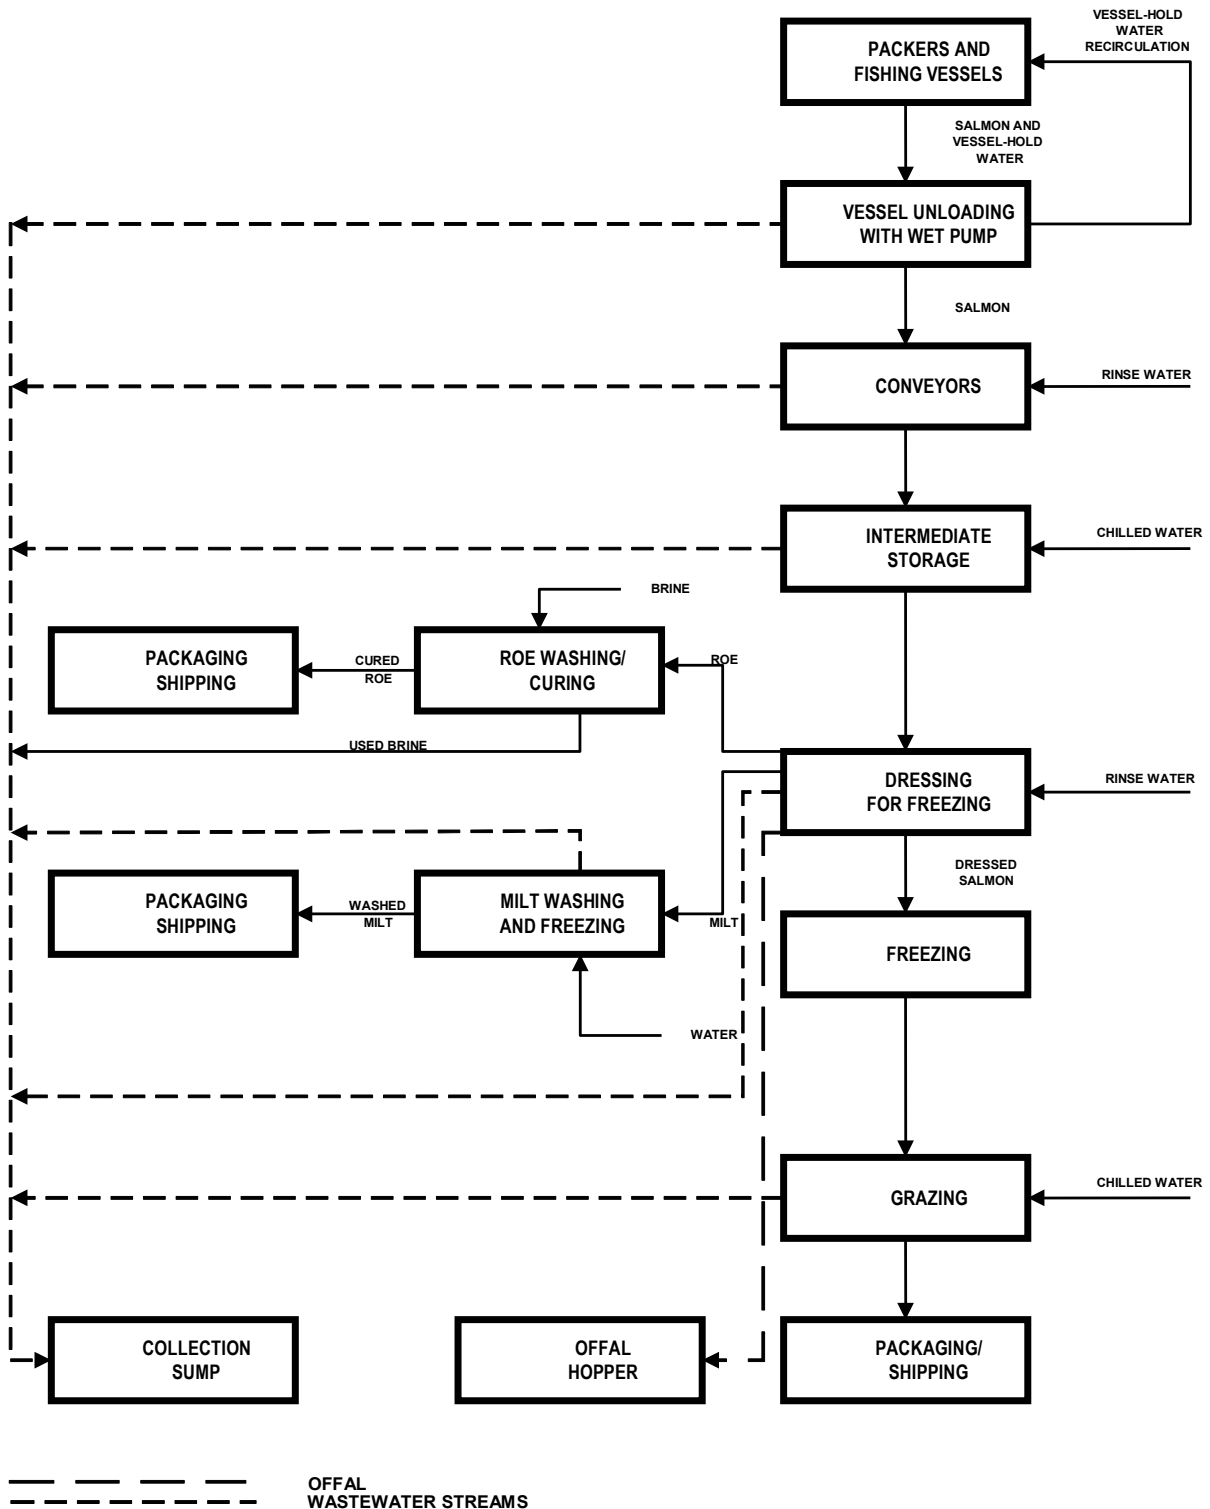 VESSEL-HOLD
WATER
RECIRCULATION
PACKERS AND
FISHING VESSELS
SALMON AND
VESSEL-HOLD
WATER
VESSEL UNLOADING
WITH WET PUMP
SALMON
CONVEYORS
RINSE WATER
INTERMEDIATE
STORAGE
CHILLED WATER
BRINE
PACKAGING
SHIPPING
CURED
ROE
ROE WASHING/
CURING
ROE
USED BRINE
DRESSING
FOR FREEZING
RINSE WATER
DRESSED
SALMON
PACKAGING
SHIPPING
WASHED
MILT
MILT WASHING
AND FREEZING
MILT
FREEZING
WATER
GRAZING
CHILLED WATER
COLLECTION
SUMP
OFFAL
HOPPER
PACKAGING/
SHIPPING
OFFAL
WASTEWATER STREAMS